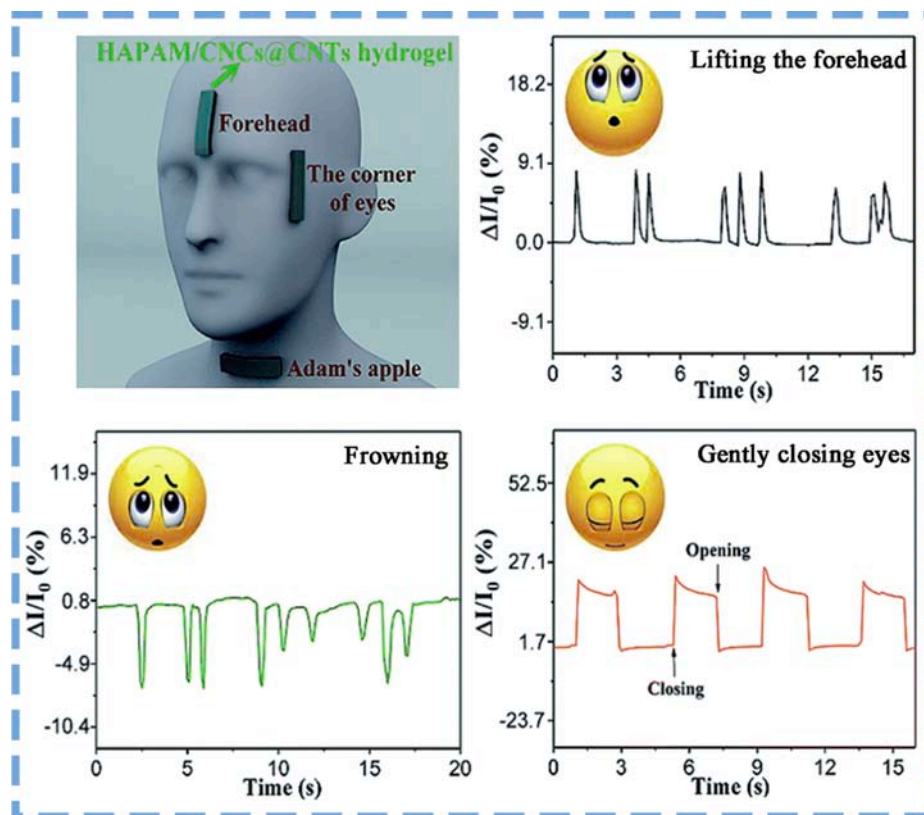 HAPAM/CNCs@CNTs hydrogel
Forehead
The corner
of eyes
Adam's apple
Lifting the forehead
ΔI/I₀ (%)
18.2
9.1
0.0
-9.1
0 3 6 9 12 15
Time (s)
Frowning
ΔI/I₀ (%)
11.9
6.3
0.8
-4.9
-10.4
0 5 10 15 20
Time (s)
Gently closing eyes
ΔI/I₀ (%)
52.5
27.1
1.7
-23.7
Opening
Closing
0 3 6 9 12 15
Time (s)